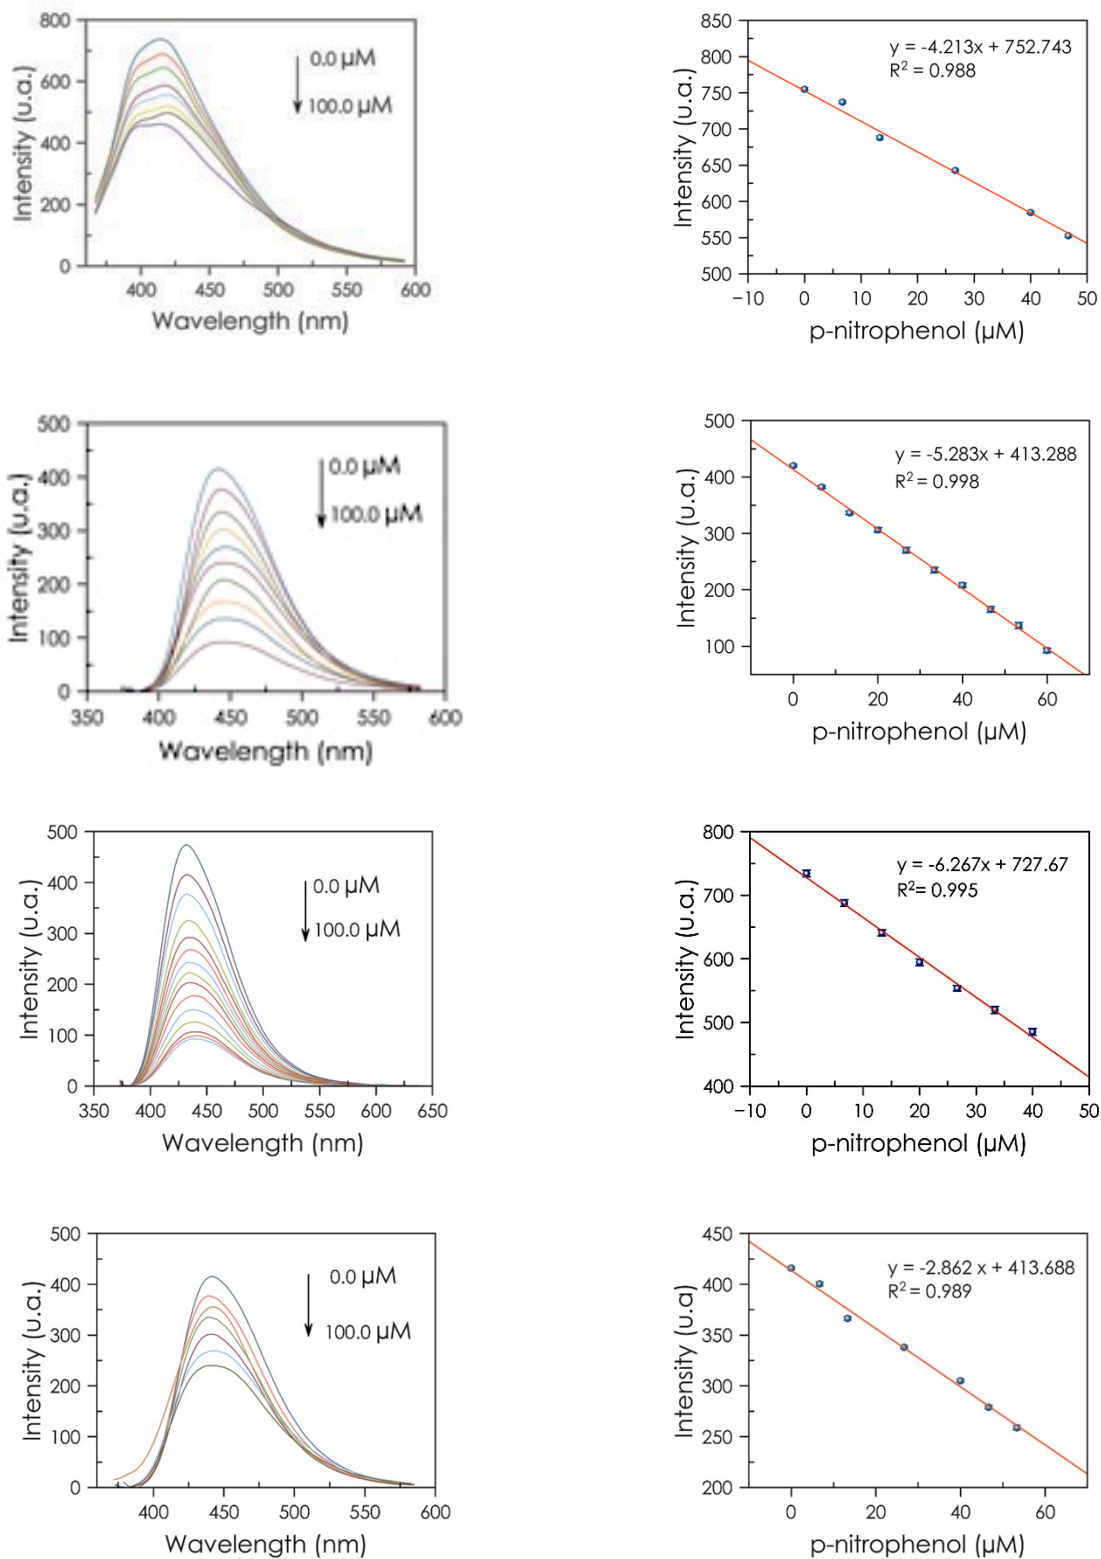 800
600
400
200
0
400
450
500
550
600
Intensity (u.a.)
Wavelength (nm)
0.0 µM
100.0 µM
850
800
750
700
650
600
550
500
−10
0
10
20
30
40
50
Intensity (u.a.)
p-nitrophenol (µM)
y = -4.213x + 752.743
R² = 0.988
500
400
300
200
100
0
350
400
450
500
550
600
Intensity (u.a.)
Wavelength (nm)
0.0 µM
100.0 µM
500
400
300
200
100
0
20
40
60
Intensity (u.a.)
p-nitrophenol (µM)
y = -5.283x + 413.288
R² = 0.998
500
400
300
200
100
0
350
400
450
500
550
600
650
Intensity (u.a.)
Wavelength (nm)
0.0 µM
100.0 µM
800
700
600
500
400
−10
0
10
20
30
40
50
Intensity (u.a.)
p-nitrophenol (µM)
y = -6.267x + 727.67
R²= 0.995
500
400
300
200
100
0
400
450
500
550
600
Intensity (u.a.)
Wavelength (nm)
0.0 µM
100.0 µM
450
400
350
300
250
200
0
20
40
60
Intensity (u.a)
p-nitrophenol (µM)
y = -2.862 x + 413.688
R² = 0.989